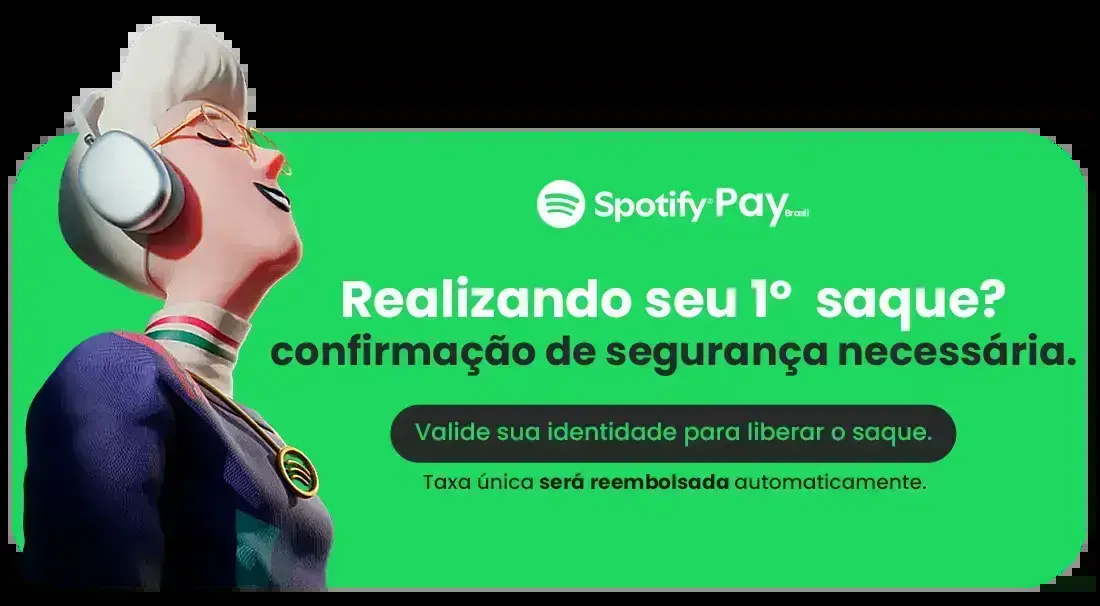 Spotify® Pay Brasil
Realizando seu 1º saque?
confirmação de segurança necessária.
Valide sua identidade para liberar o saque.
Taxa única será reembolsada automaticamente.